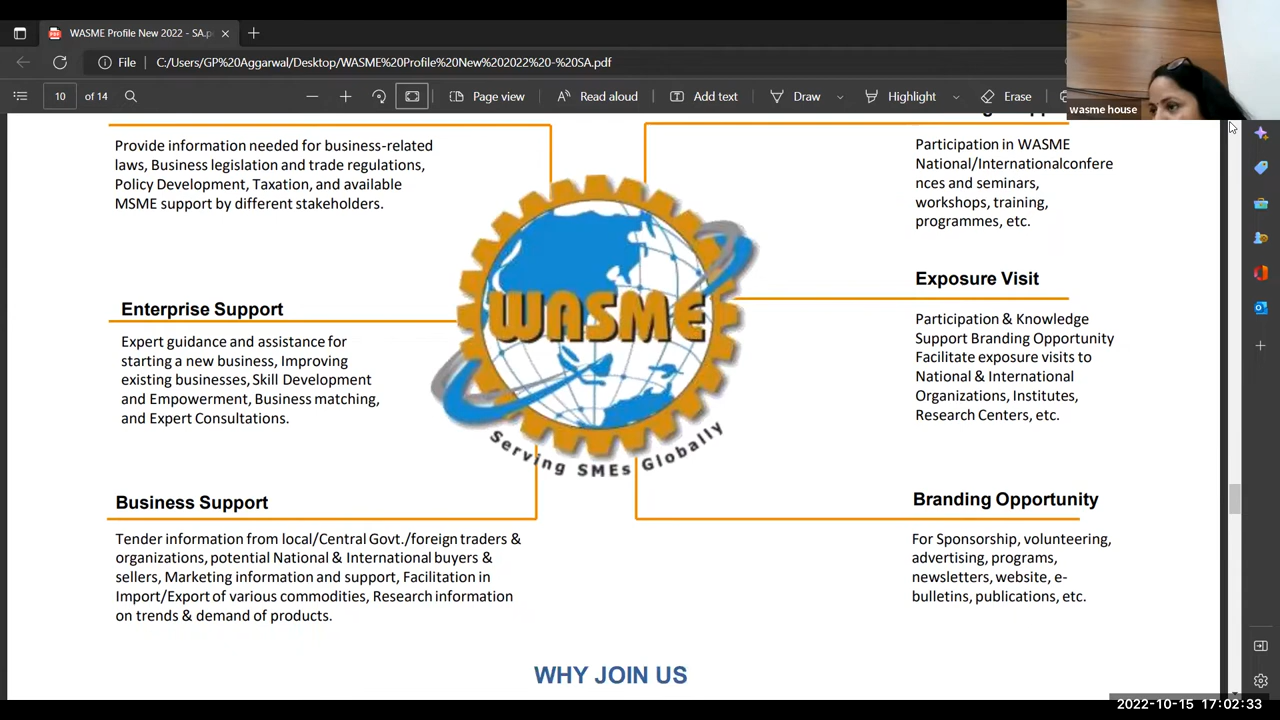 WASME Profile New 2022 - SA.p
File
C:/Users/GP%20Aggarwal/Desktop/WASME%20Profile%20New%202022%20-%20SA.pdf
10 of 14
Page view
Read aloud
Add text
Draw
Highlight
Erase
wasme house
Provide information needed for business-related
laws, Business legislation and trade regulations,
Policy Development, Taxation, and available
MSME support by different stakeholders.
Participation in WASME
National/Internationalconfere
nces and seminars,
workshops, training,
programmes, etc.
Enterprise Support
Expert guidance and assistance for
starting a new business, Improving
existing businesses, Skill Development
and Empowerment, Business matching,
and Expert Consultations.
WASME
Serving SMEs Globally
Exposure Visit
Participation & Knowledge
Support Branding Opportunity
Facilitate exposure visits to
National & International
Organizations, Institutes,
Research Centers, etc.
Business Support
Tender information from local/Central Govt./foreign traders &
organizations, potential National & International buyers &
sellers, Marketing information and support, Facilitation in
Import/Export of various commodities, Research information
on trends & demand of products.
Branding Opportunity
For Sponsorship, volunteering,
advertising, programs,
newsletters, website, e-
bulletins, publications, etc.
WHY JOIN US
2022-10-15 17:02:33